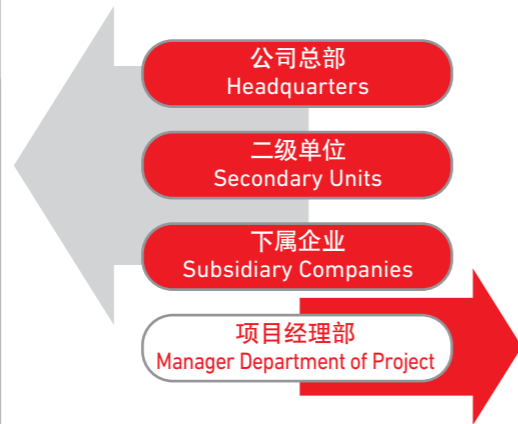 公司总部
Headquarters
二级单位
Secondary Units
下属企业
Subsidiary Companies
项目经理部
Manager Department of Project